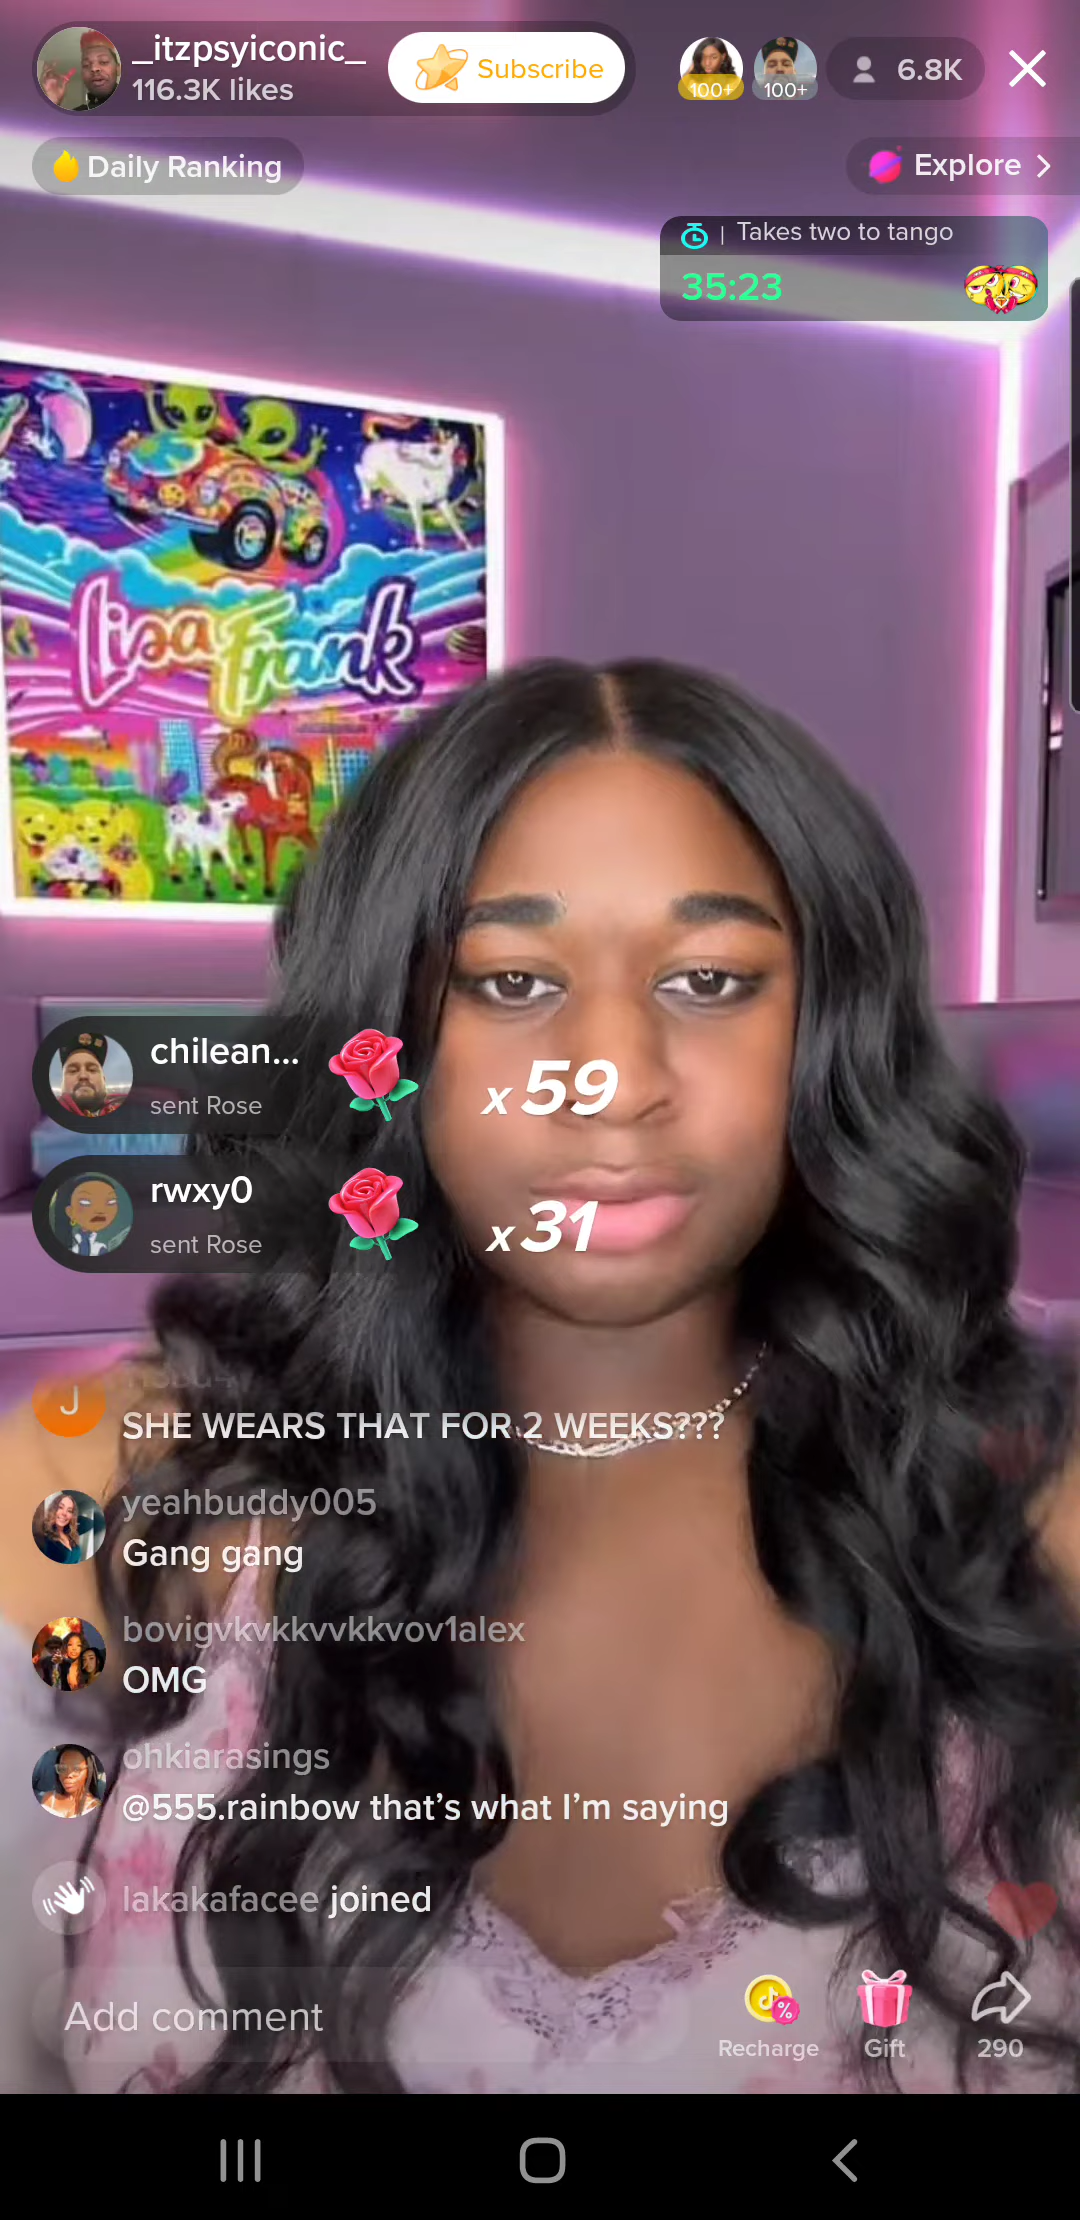 _itzpsyiconic_
116.3K likes
Subscribe
100+
100+
6.8K
Daily Ranking
Explore
| Takes two to tango
35:23
Lisa Frank
chilean...
sent Rose
x 59
rwxy0
sent Rose
x 31
J
SHE WEARS THAT FOR 2 WEEKS???
yeahbuddy005
Gang gang
bovigvkvkkvvkkvov1alex
OMG
ohkiarasings
@555.rainbow that’s what I’m saying
lakakafacee joined
Add comment
%
Recharge
Gift
290